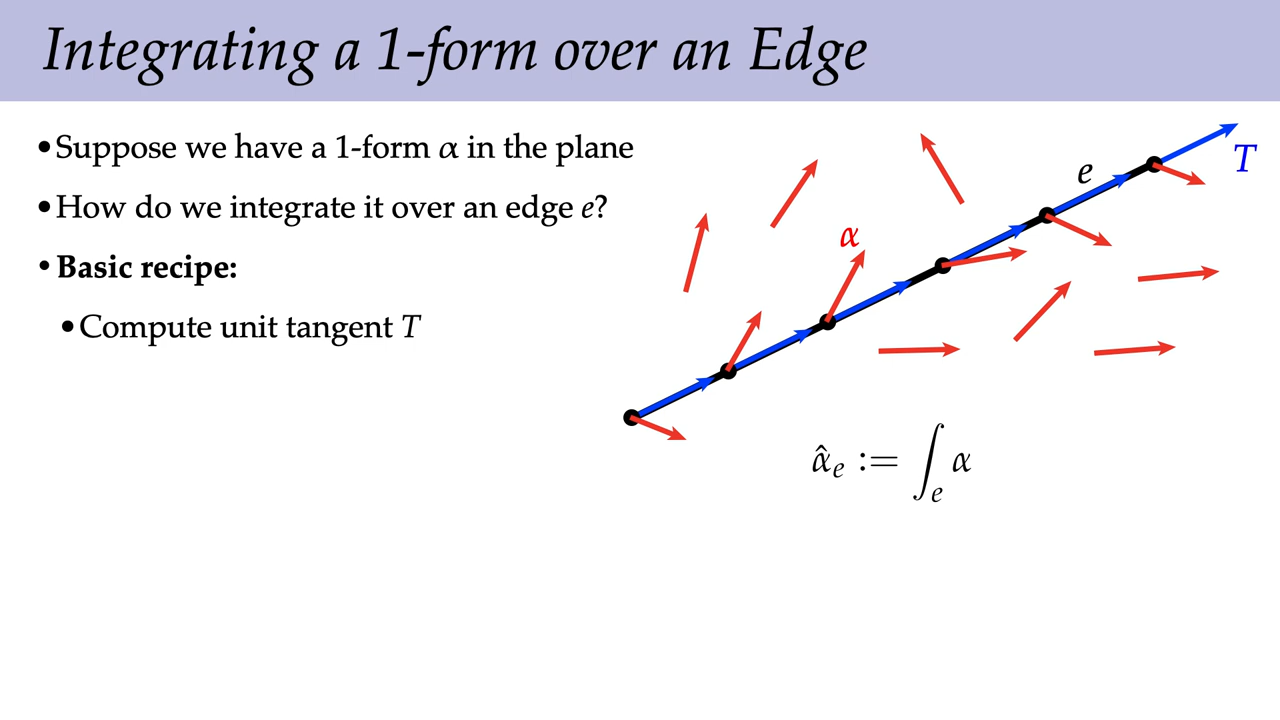 Integrating a 1-form over an Edge
•Suppose we have a 1-form α in the plane
•How do we integrate it over an edge e?
•Basic recipe:
•Compute unit tangent T
α
e
T
α̂ₑ := ∫ₑ α